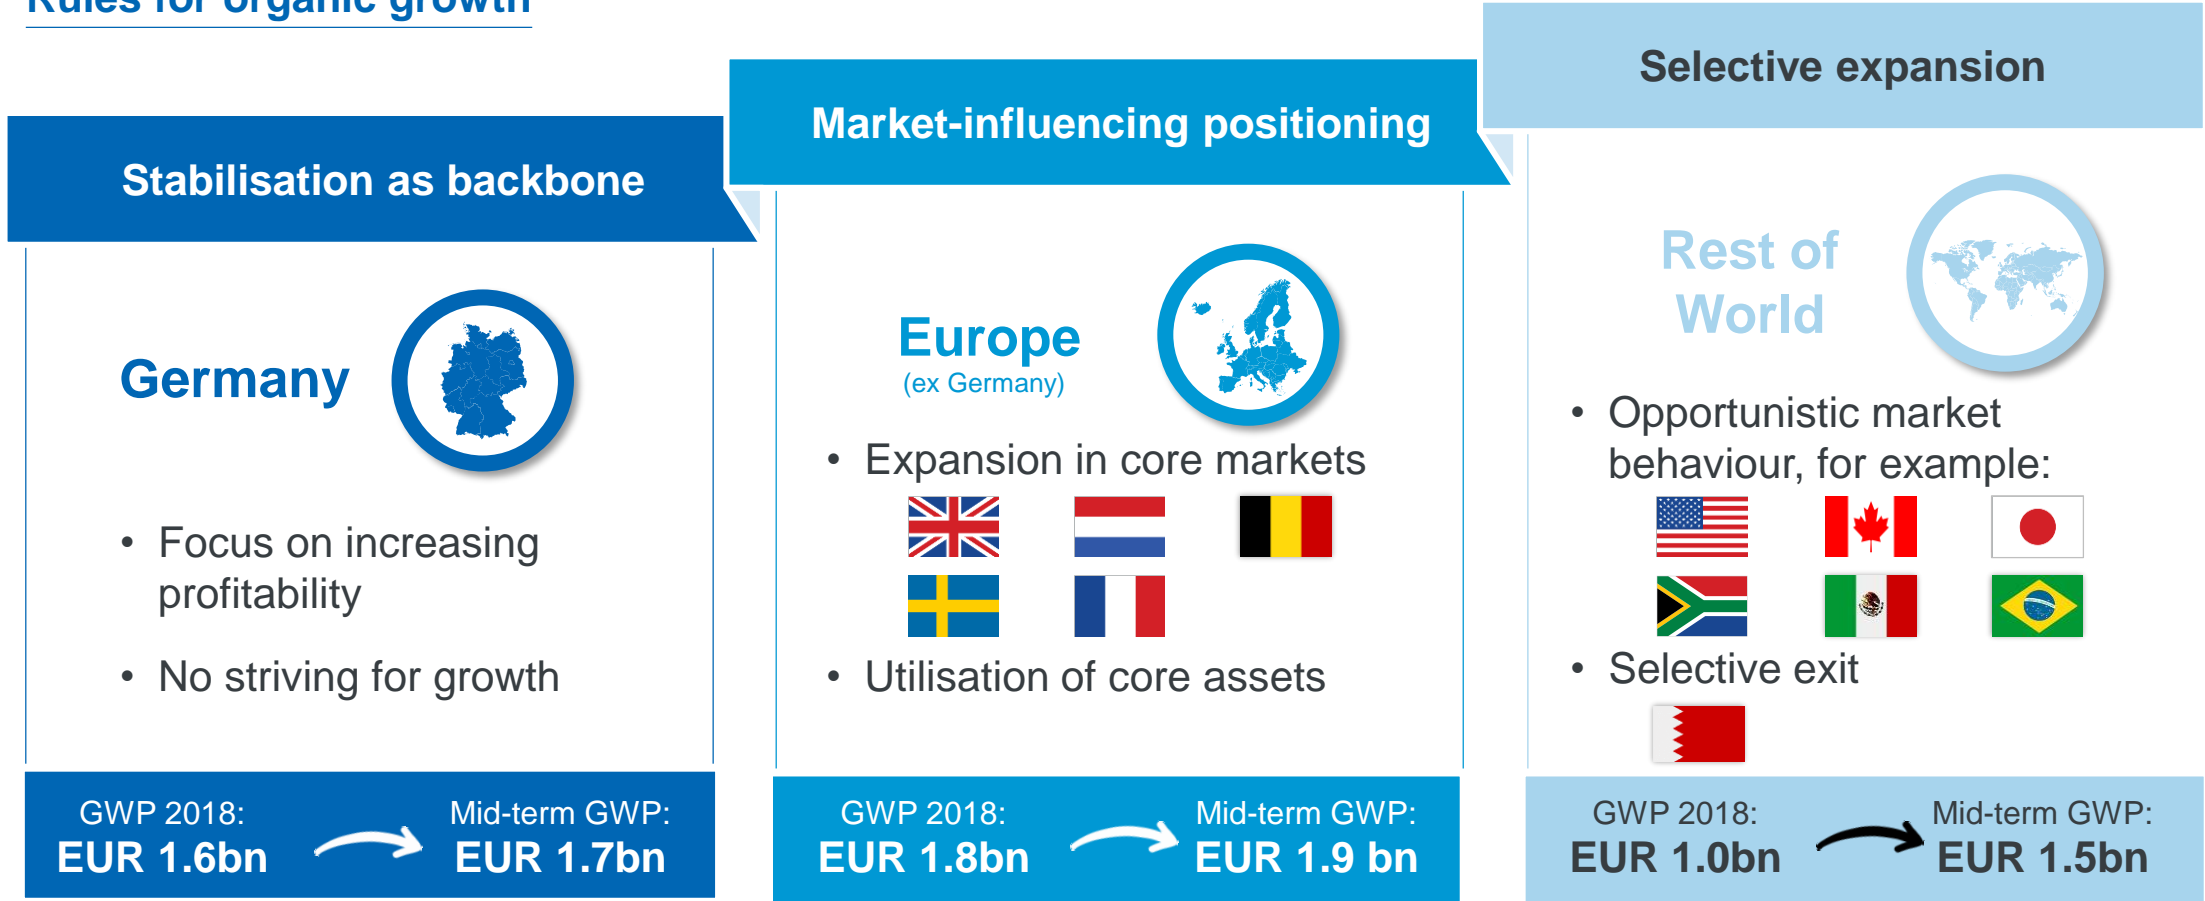 Rules for organic growth
Stabilisation as backbone
Germany
• Focus on increasing
profitability
• No striving for growth
GWP 2018:
EUR 1.6bn
Mid-term GWP:
EUR 1.7bn
Market-influencing positioning
Europe
(ex Germany)
• Expansion in core markets
• Utilisation of core assets
GWP 2018:
EUR 1.8bn
Mid-term GWP:
EUR 1.9 bn
Selective expansion
Rest of
World
• Opportunistic market
behaviour, for example:
• Selective exit
GWP 2018:
EUR 1.0bn
Mid-term GWP:
EUR 1.5bn